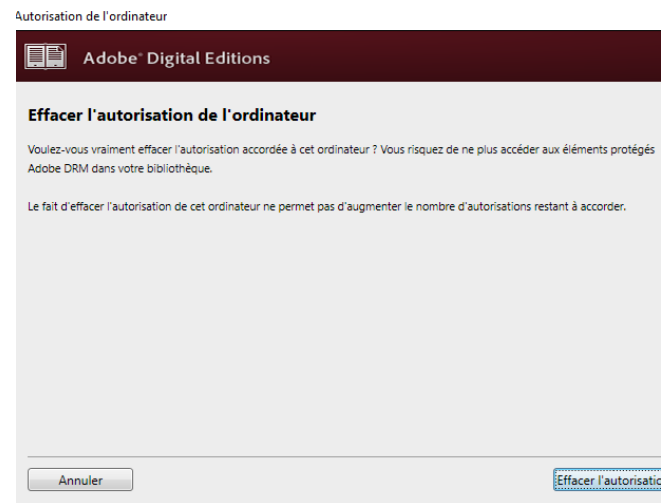 Autorisation de l'ordinateur
Adobe® Digital Editions
Effacer l'autorisation de l'ordinateur
Voulez-vous vraiment effacer l'autorisation accordée à cet ordinateur ? Vous risquez de ne plus accéder aux éléments protégés
Adobe DRM dans votre bibliothèque.
Le fait d'effacer l'autorisation de cet ordinateur ne permet pas d'augmenter le nombre d'autorisations restant à accorder.
Annuler
Effacer l'autorisatio